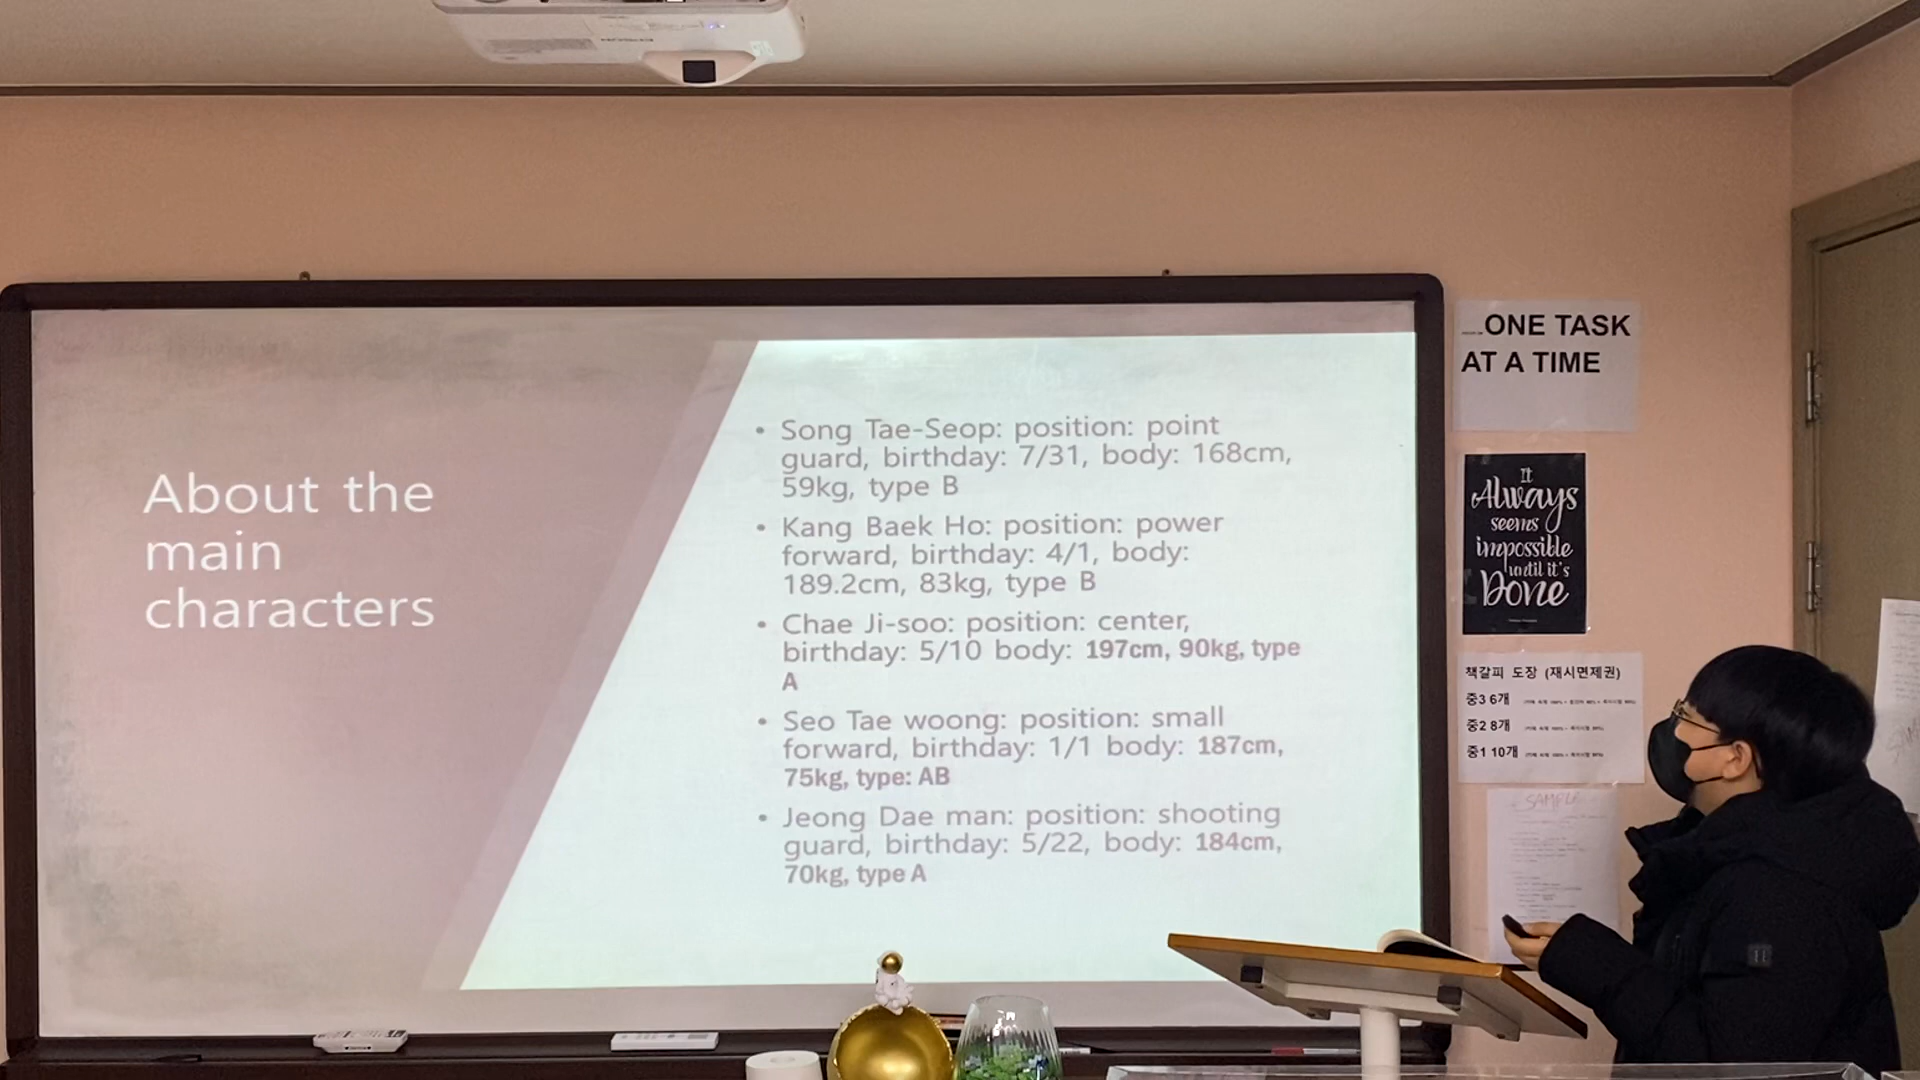 EPSON
About the
main
characters
• Song Tae-Seop: position: point
guard, birthday: 7/31, body: 168cm,
59kg, type B
• Kang Baek Ho: position: power
forward, birthday: 4/1, body:
189.2cm, 83kg, type B
• Chae Ji-soo: position: center,
birthday: 5/10 body: 197cm, 90kg, type
A
• Seo Tae woong: position: small
forward, birthday: 1/1 body: 187cm,
75kg, type: AB
• Jeong Dae man: position: shooting
guard, birthday: 5/22, body: 184cm,
70kg, type A
ONE TASK
AT A TIME
It
Always
seems
impossible
until it's
Done
책갈피 도장 (재시면제권)
중3 6개
중2 8개
중1 10개
SAMPLE